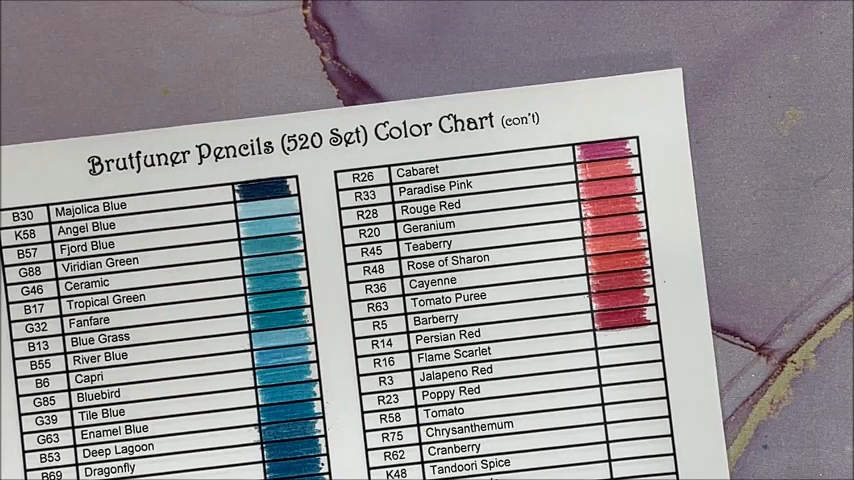 Brutfuner Pencils (520 Set) Color Chart (con't)
B30 Majolica Blue
K58 Angel Blue
B57 Fjord Blue
G88 Viridian Green
G46 Ceramic
B17 Tropical Green
G32 Fanfare
B13 Blue Grass
B55 River Blue
B6 Capri
G85 Bluebird
G39 Tile Blue
G63 Enamel Blue
B53 Deep Lagoon
B69 Dragonfly
R26 Cabaret
R33 Paradise Pink
R28 Rouge Red
R20 Geranium
R45 Teaberry
R48 Rose of Sharon
R36 Cayenne
R63 Tomato Puree
R5 Barberry
R14 Persian Red
R16 Flame Scarlet
R3 Jalapeno Red
R23 Poppy Red
R58 Tomato
R75 Chrysanthemum
R62 Cranberry
K48 Tandoori Spice